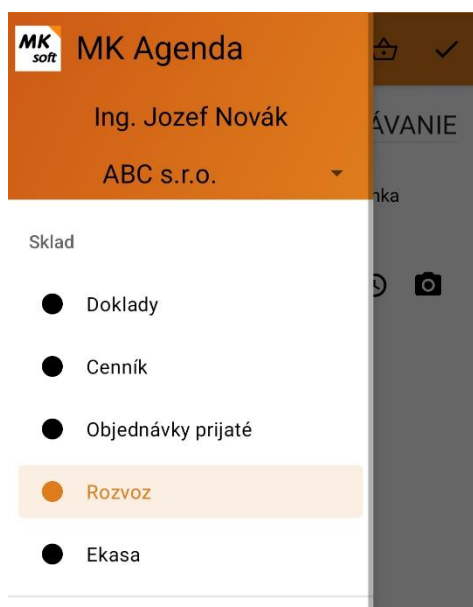 MK
soft
MK Agenda
Ing. Jozef Novák
ÁVANIE
ABC s.r.o.
nka
Sklad
Doklady
Cenník
Objednávky prijaté
Rozvoz
Ekasa